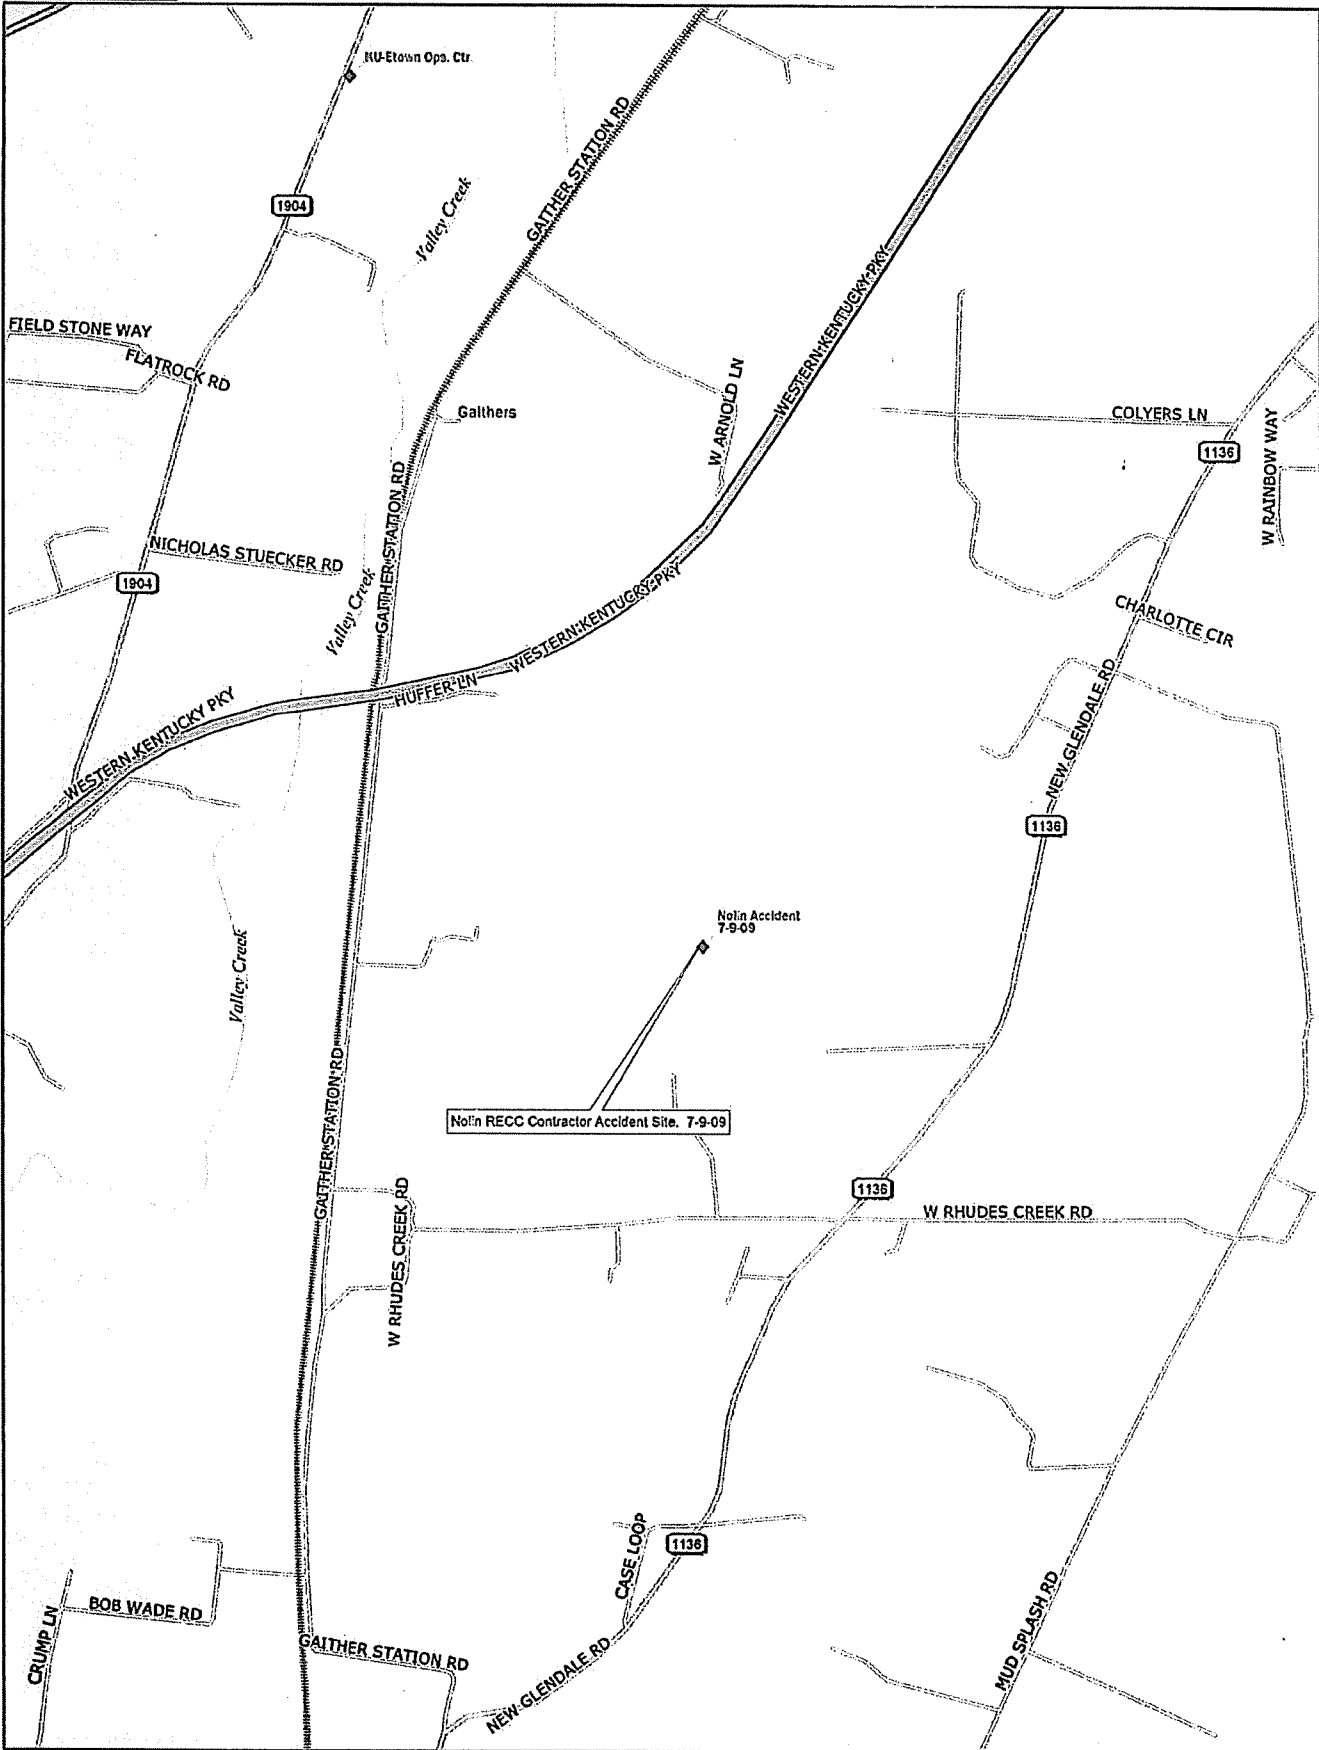 KU-Etown Ops. Ctr.
GAITHER STATION RD
1904
Valley Creek
WESTERN KENTUCKY PKY
FIELD STONE WAY
FLATROCK RD
Gaithers
W ARNOLD LN
COLYERS LN
1136
W RAINBOW WAY
GAITHER STATION RD
NICHOLAS STUECKER RD
1904
Valley Creek
WESTERN KENTUCKY PKY
CHARLOTTE CIR
HUFFER LN
WESTERN KENTUCKY PKY
NEW GLENDALE RD
1136
Nolin Accident
7-9-09
Valley Creek
GAITHER STATION RD
Nolin RECC Contractor Accident Site. 7-9-09
1136
W RHUDES CREEK RD
W RHUDES CREEK RD
CASE LOOP
1136
BOB WADE RD
CRUMP LN
GAITHER STATION RD
NEW GLENDALE RD
MUD SPLASH RD